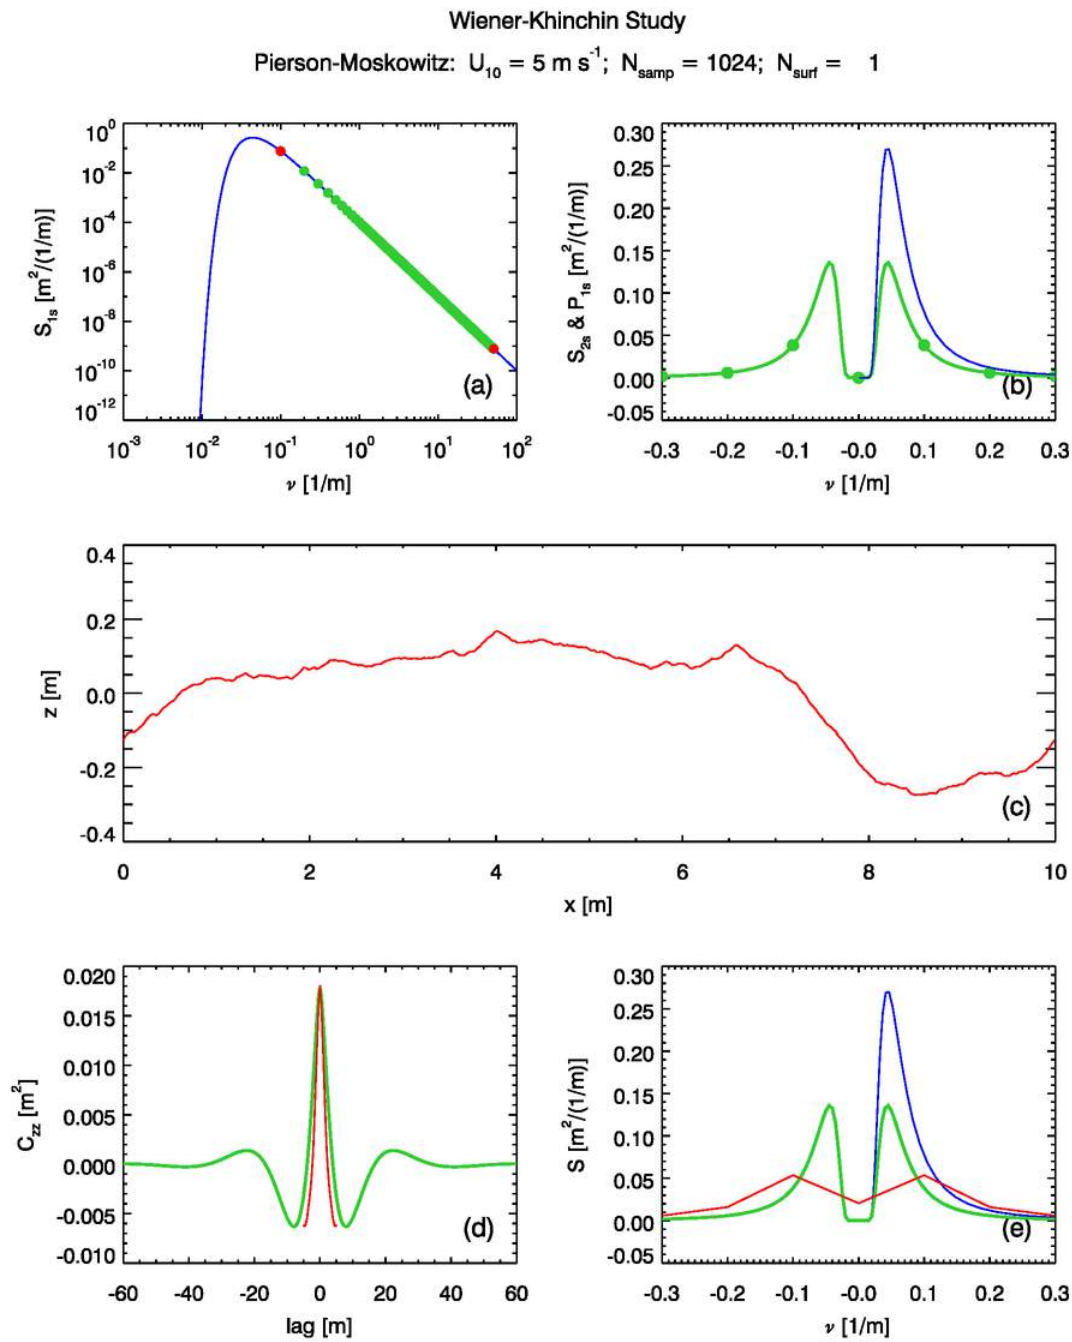 Wiener-Khinchin Study
Pierson-Moskowitz: U₁₀ = 5 m s⁻¹; N_samp = 1024; N_surf = 1
10⁰
10⁻²
10⁻⁴
10⁻⁶
10⁻⁸
10⁻¹⁰
10⁻¹²
S₁ₛ [m²/(1/m)]
(a)
10⁻³ 10⁻² 10⁻¹ 10⁰ 10¹ 10²
ν [1/m]
0.30
0.25
0.20
0.15
0.10
0.05
0.00
-0.05
S₂ₛ & P₁ₛ [m²/(1/m)]
(b)
-0.3 -0.2 -0.1 -0.0 0.1 0.2 0.3
ν [1/m]
0.4
0.2
0.0
-0.2
-0.4
z [m]
(c)
0 2 4 6 8 10
x [m]
0.020
0.015
0.010
0.005
0.000
-0.005
-0.010
C_zz [m²]
(d)
-60 -40 -20 0 20 40 60
lag [m]
0.30
0.25
0.20
0.15
0.10
0.05
0.00
-0.05
S [m²/(1/m)]
(e)
-0.3 -0.2 -0.1 -0.0 0.1 0.2 0.3
ν [1/m]